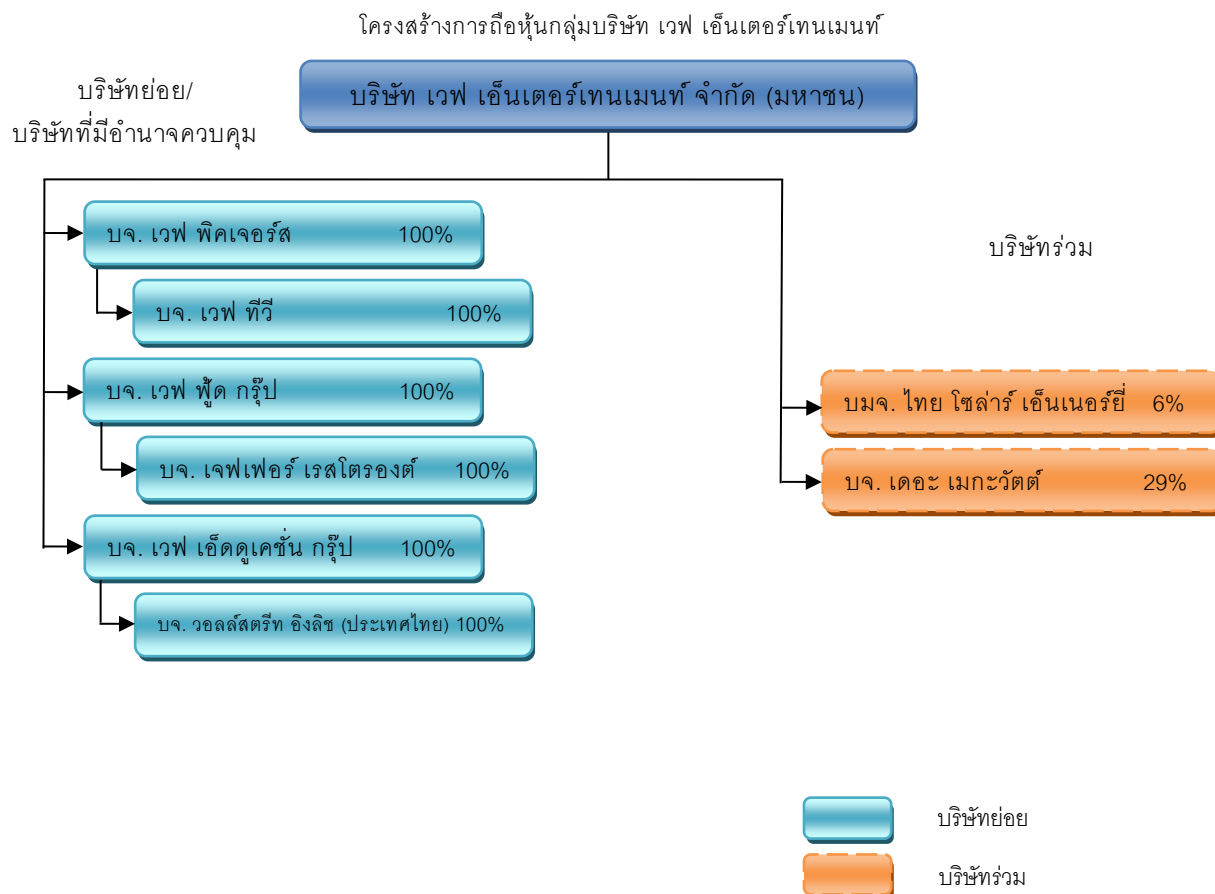 โครงสร้างการถือหุ้นกลุ่มบริษัท เวฟ เอ็นเตอร์เทนเมนท์
บริษัท เวฟ เอ็นเตอร์เทนเมนท์ จำกัด (มหาชน)
บริษัทย่อย/
บริษัทที่มีอำนาจควบคุม
บจ. เวฟ พิคเจอร์ส 100%
บจ. เวฟ ทีวี 100%
บจ. เวฟ ฟู้ด กรุ๊ป 100%
บจ. เจฟเฟอร์ เรสโตรองต์ 100%
บจ. เวฟ เอ็ดดูเคชั่น กรุ๊ป 100%
บจ. วอลล์สตรีท อิงลิช (ประเทศไทย) 100%
บริษัทร่วม
บมจ. ไทย โซล่าร์ เอ็นเนอร์ยี่ 6%
บจ. เดอะ เมกะวัตต์ 29%
บริษัทย่อย
บริษัทร่วม